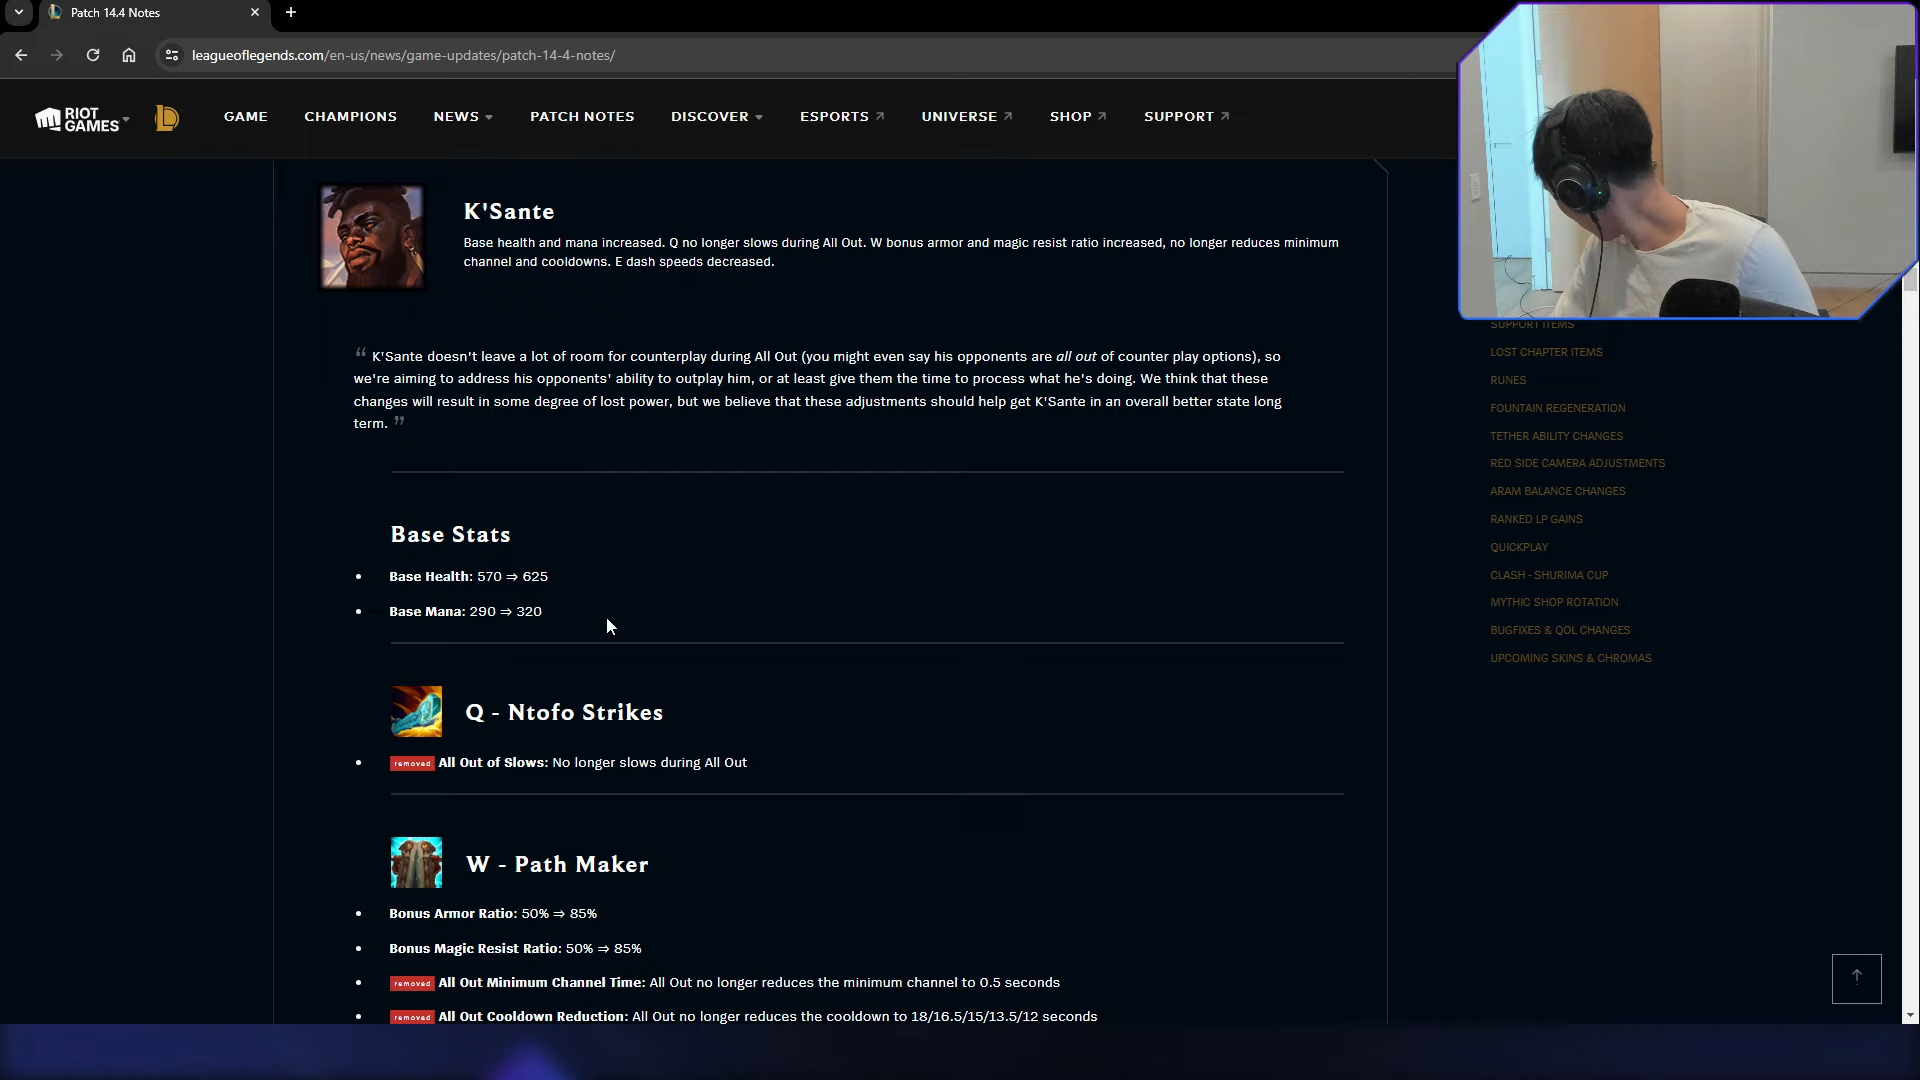 Patch 14.4 Notes
leagueoflegends.com/en-us/news/game-updates/patch-14-4-notes/
RIOT GAMES
GAME CHAMPIONS NEWS PATCH NOTES DISCOVER ESPORTS UNIVERSE SHOP SUPPORT
K'Sante
Base health and mana increased. Q no longer slows during All Out. W bonus armor and magic resist ratio increased, no longer reduces minimum
channel and cooldowns. E dash speeds decreased.
“ K'Sante doesn't leave a lot of room for counterplay during All Out (you might even say his opponents are all out of counter play options), so
we're aiming to address his opponents' ability to outplay him, or at least give them the time to process what he's doing. We think that these
changes will result in some degree of lost power, but we believe that these adjustments should help get K'Sante in an overall better state long
term. ”
Base Stats
• Base Health: 570 ⇒ 625
• Base Mana: 290 ⇒ 320
Q - Ntofo Strikes
• removed All Out of Slows: No longer slows during All Out
W - Path Maker
• Bonus Armor Ratio: 50% ⇒ 85%
• Bonus Magic Resist Ratio: 50% ⇒ 85%
• removed All Out Minimum Channel Time: All Out no longer reduces the minimum channel to 0.5 seconds
• removed All Out Cooldown Reduction: All Out no longer reduces the cooldown to 18/16.5/15/13.5/12 seconds
SUPPORT ITEMS
LOST CHAPTER ITEMS
RUNES
FOUNTAIN REGENERATION
TETHER ABILITY CHANGES
RED SIDE CAMERA ADJUSTMENTS
ARAM BALANCE CHANGES
RANKED LP GAINS
QUICKPLAY
CLASH - SHURIMA CUP
MYTHIC SHOP ROTATION
BUGFIXES & QOL CHANGES
UPCOMING SKINS & CHROMAS